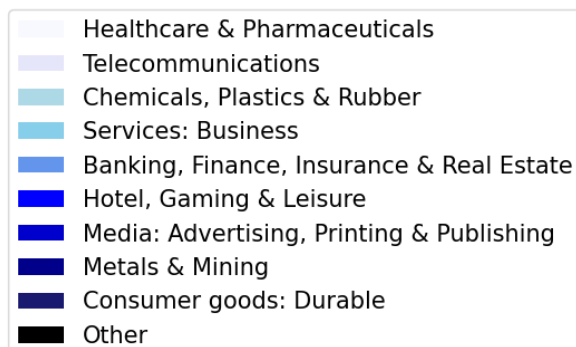 Healthcare & Pharmaceuticals
Telecommunications
Chemicals, Plastics & Rubber
Services: Business
Banking, Finance, Insurance & Real Estate
Hotel, Gaming & Leisure
Media: Advertising, Printing & Publishing
Metals & Mining
Consumer goods: Durable
Other